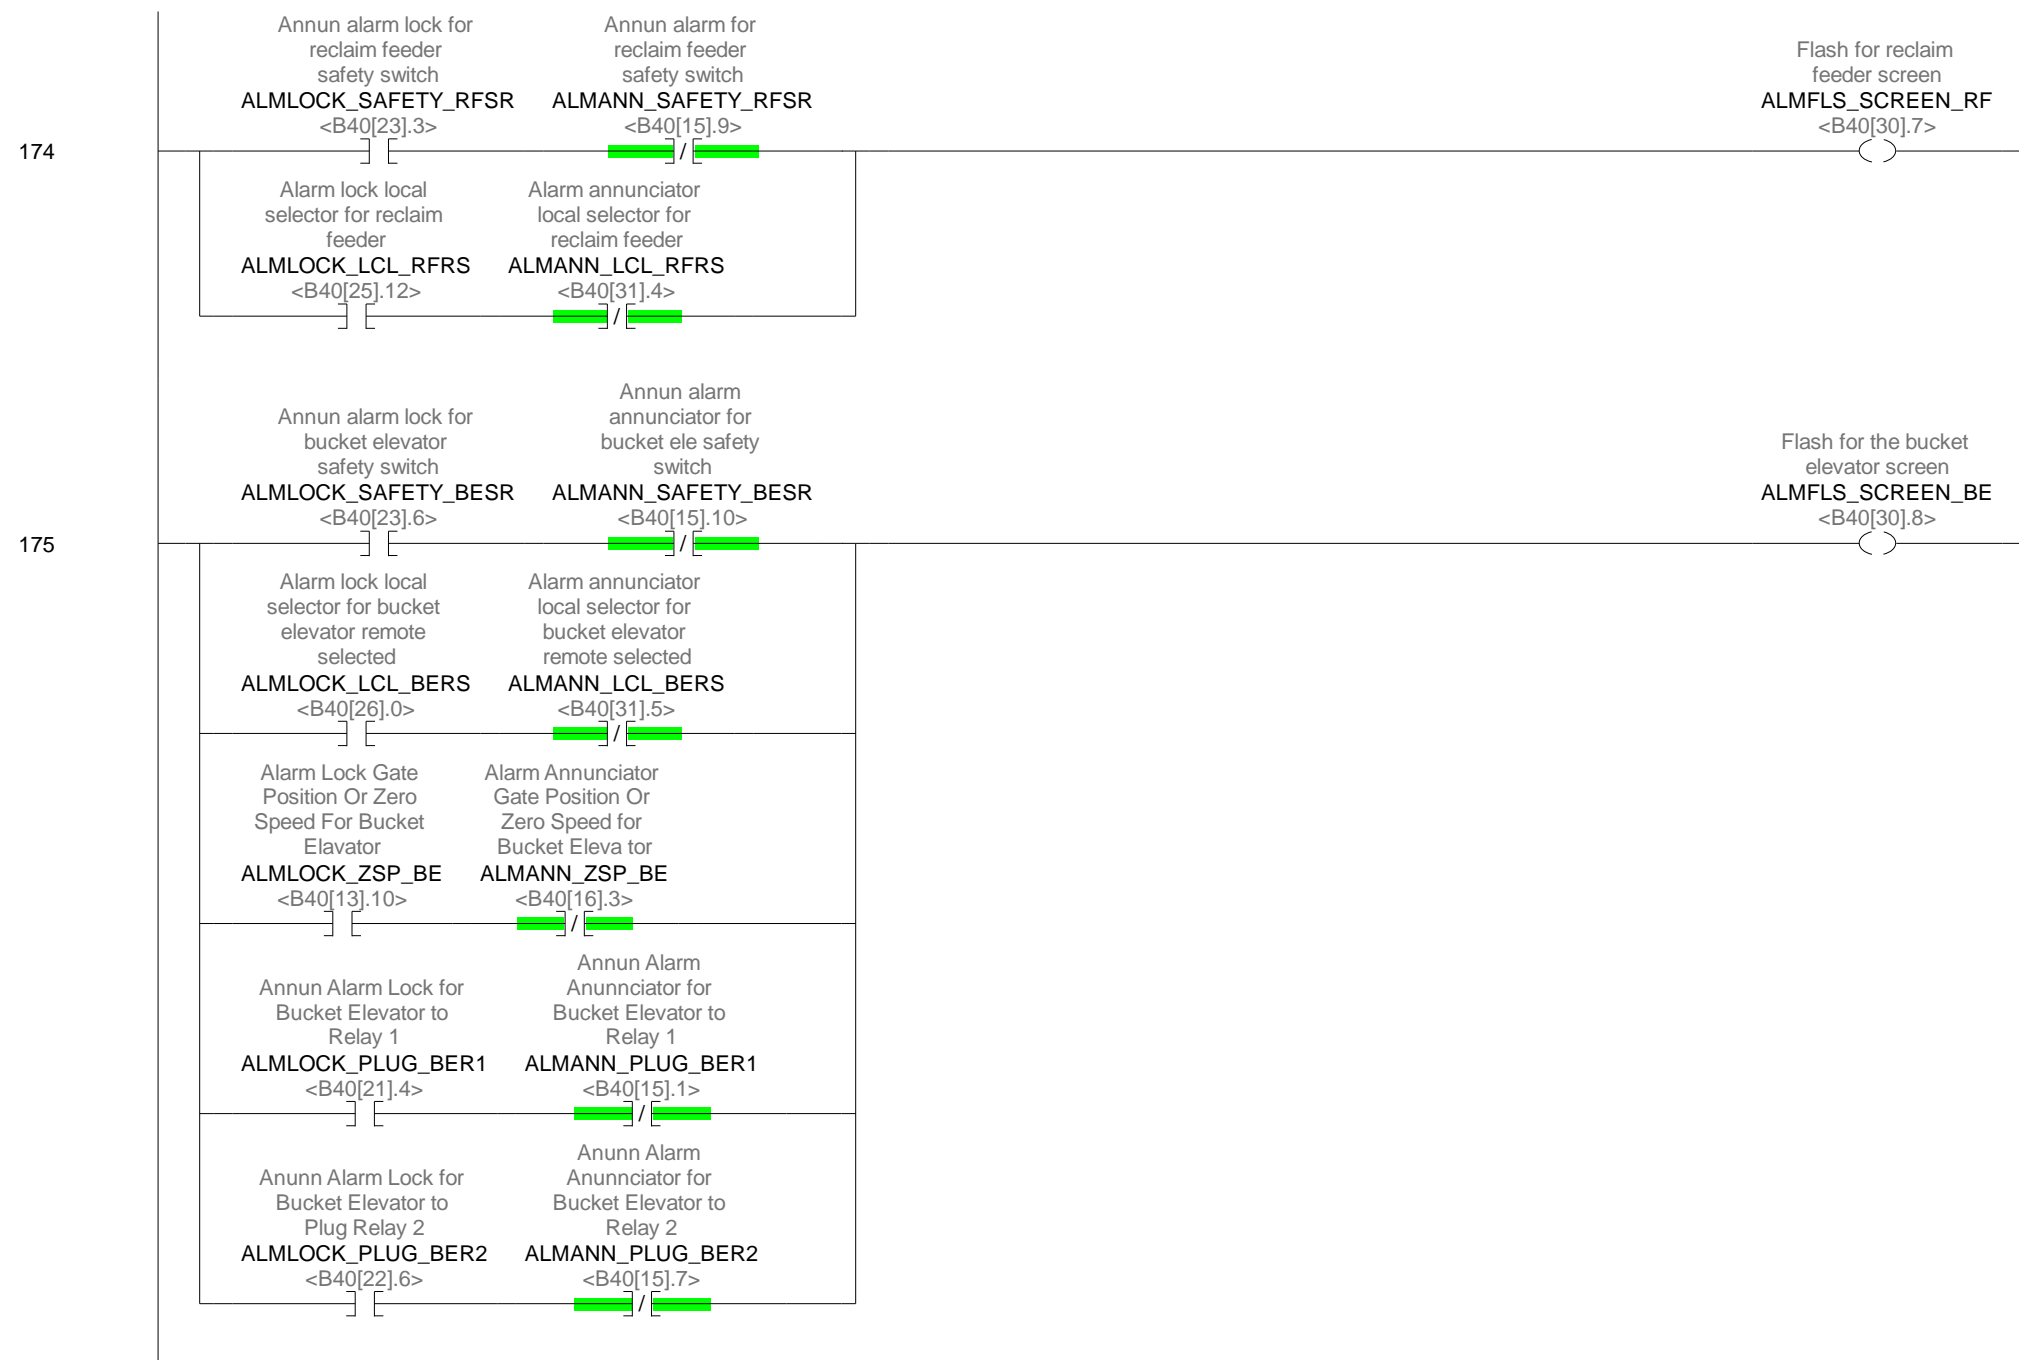 Annun alarm lock for
reclaim feeder
safety switch
ALMLOCK_SAFETY_RFSR
<B40[23].3>
Annun alarm for
reclaim feeder
safety switch
ALMANN_SAFETY_RFSR
<B40[15].9>
/
Flash for reclaim
feeder screen
ALMFLS_SCREEN_RF
<B40[30].7>
174
Alarm lock local
selector for reclaim
feeder
ALMLOCK_LCL_RFRS
<B40[25].12>
Alarm annunciator
local selector for
reclaim feeder
ALMANN_LCL_RFRS
<B40[31].4>
/
Annun alarm lock for
bucket elevator
safety switch
ALMLOCK_SAFETY_BESR
<B40[23].6>
Annun alarm
annunciator for
bucket ele safety
switch
ALMANN_SAFETY_BESR
<B40[15].10>
/
Flash for the bucket
elevator screen
ALMFLS_SCREEN_BE
<B40[30].8>
175
Alarm lock local
selector for bucket
elevator remote
selected
ALMLOCK_LCL_BERS
<B40[26].0>
Alarm annunciator
local selector for
bucket elevator
remote selected
ALMANN_LCL_BERS
<B40[31].5>
/
Alarm Lock Gate
Position Or Zero
Speed For Bucket
Elavator
ALMLOCK_ZSP_BE
<B40[13].10>
Alarm Annunciator
Gate Position Or
Zero Speed for
Bucket Eleva tor
ALMANN_ZSP_BE
<B40[16].3>
/
Annun Alarm Lock for
Bucket Elevator to
Relay 1
ALMLOCK_PLUG_BER1
<B40[21].4>
Annun Alarm
Anunnciator for
Bucket Elevator to
Relay 1
ALMANN_PLUG_BER1
<B40[15].1>
/
Anunn Alarm Lock for
Bucket Elevator to
Plug Relay 2
ALMLOCK_PLUG_BER2
<B40[22].6>
Anunn Alarm
Anunnciator for
Bucket Elevator to
Relay 2
ALMANN_PLUG_BER2
<B40[15].7>
/